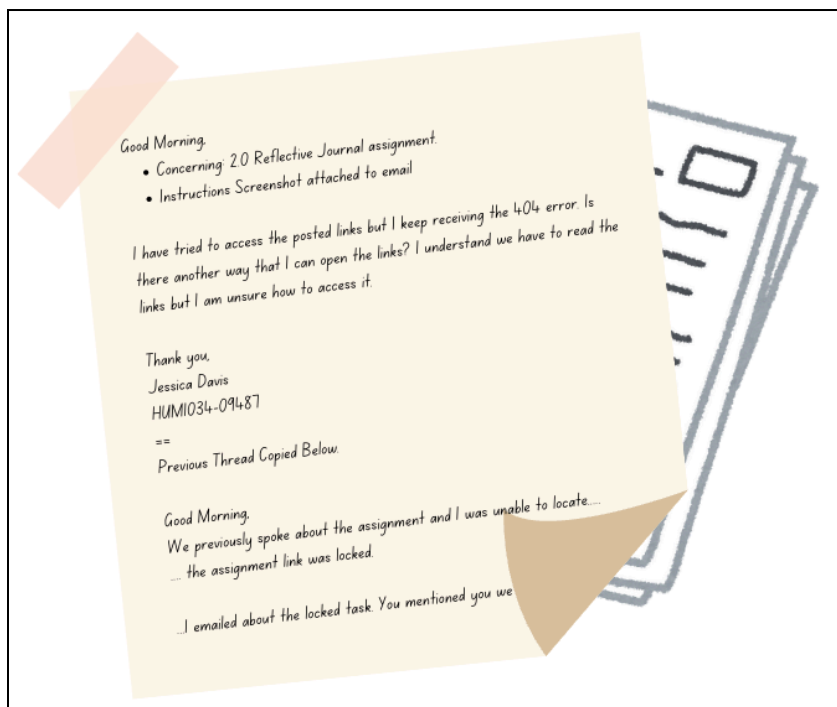 Good Morning,
• Concerning: 2.0 Reflective Journal assignment.
• Instructions Screenshot attached to email
I have tried to access the posted links but I keep receiving the 404 error. Is
there another way that I can open the links? I understand we have to read the
links but I am unsure how to access it.
Thank you,
Jessica Davis
HUM1034-09487
==
Previous Thread Copied Below.
Good Morning,
We previously spoke about the assignment and I was unable to locate.....
.... the assignment link was locked.
...I emailed about the locked task. You mentioned you we